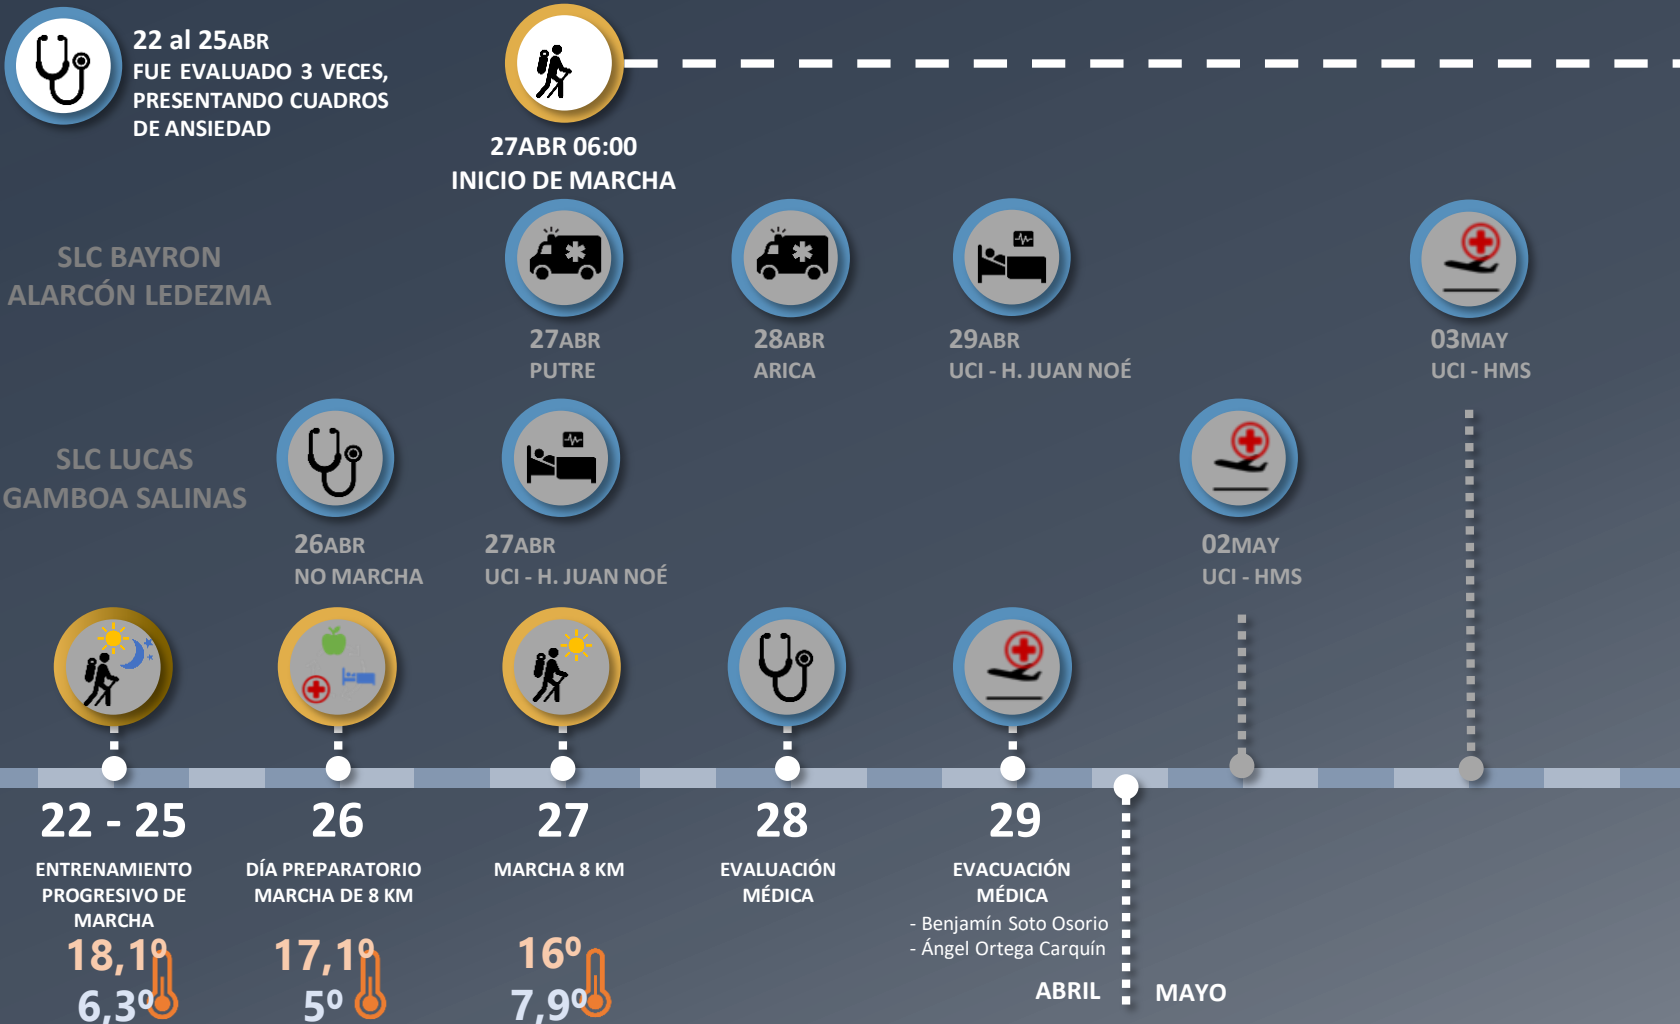 22 al 25ABR
FUE EVALUADO 3 VECES,
PRESENTANDO CUADROS
DE ANSIEDAD
27ABR 06:00
INICIO DE MARCHA
SLC BAYRON
ALARCÓN LEDEZMA
27ABR
PUTRE
28ABR
ARICA
29ABR
UCI - H. JUAN NOÉ
03MAY
UCI - HMS
SLC LUCAS
GAMBOA SALINAS
26ABR
NO MARCHA
27ABR
UCI - H. JUAN NOÉ
02MAY
UCI - HMS
22 - 25
ENTRENAMIENTO
PROGRESIVO DE
MARCHA
18,1º
6,3º
26
DÍA PREPARATORIO
MARCHA DE 8 KM
17,1º
5º
27
MARCHA 8 KM
16º
7,9º
28
EVALUACIÓN
MÉDICA
29
EVACUACIÓN
MÉDICA
- Benjamín Soto Osorio
- Ángel Ortega Carquín
ABRIL
MAYO